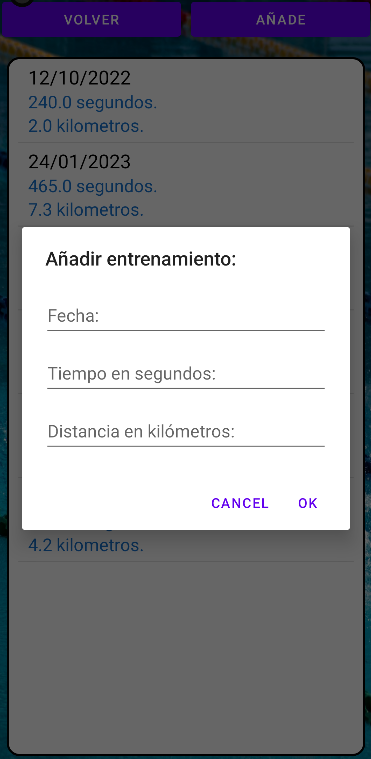 VOLVER
AÑADE
12/10/2022
240.0 segundos.
2.0 kilometros.
24/01/2023
465.0 segundos.
7.3 kilometros.
Añadir entrenamiento:
Fecha:
Tiempo en segundos:
Distancia en kilómetros:
CANCEL
OK
4.2 kilometros.